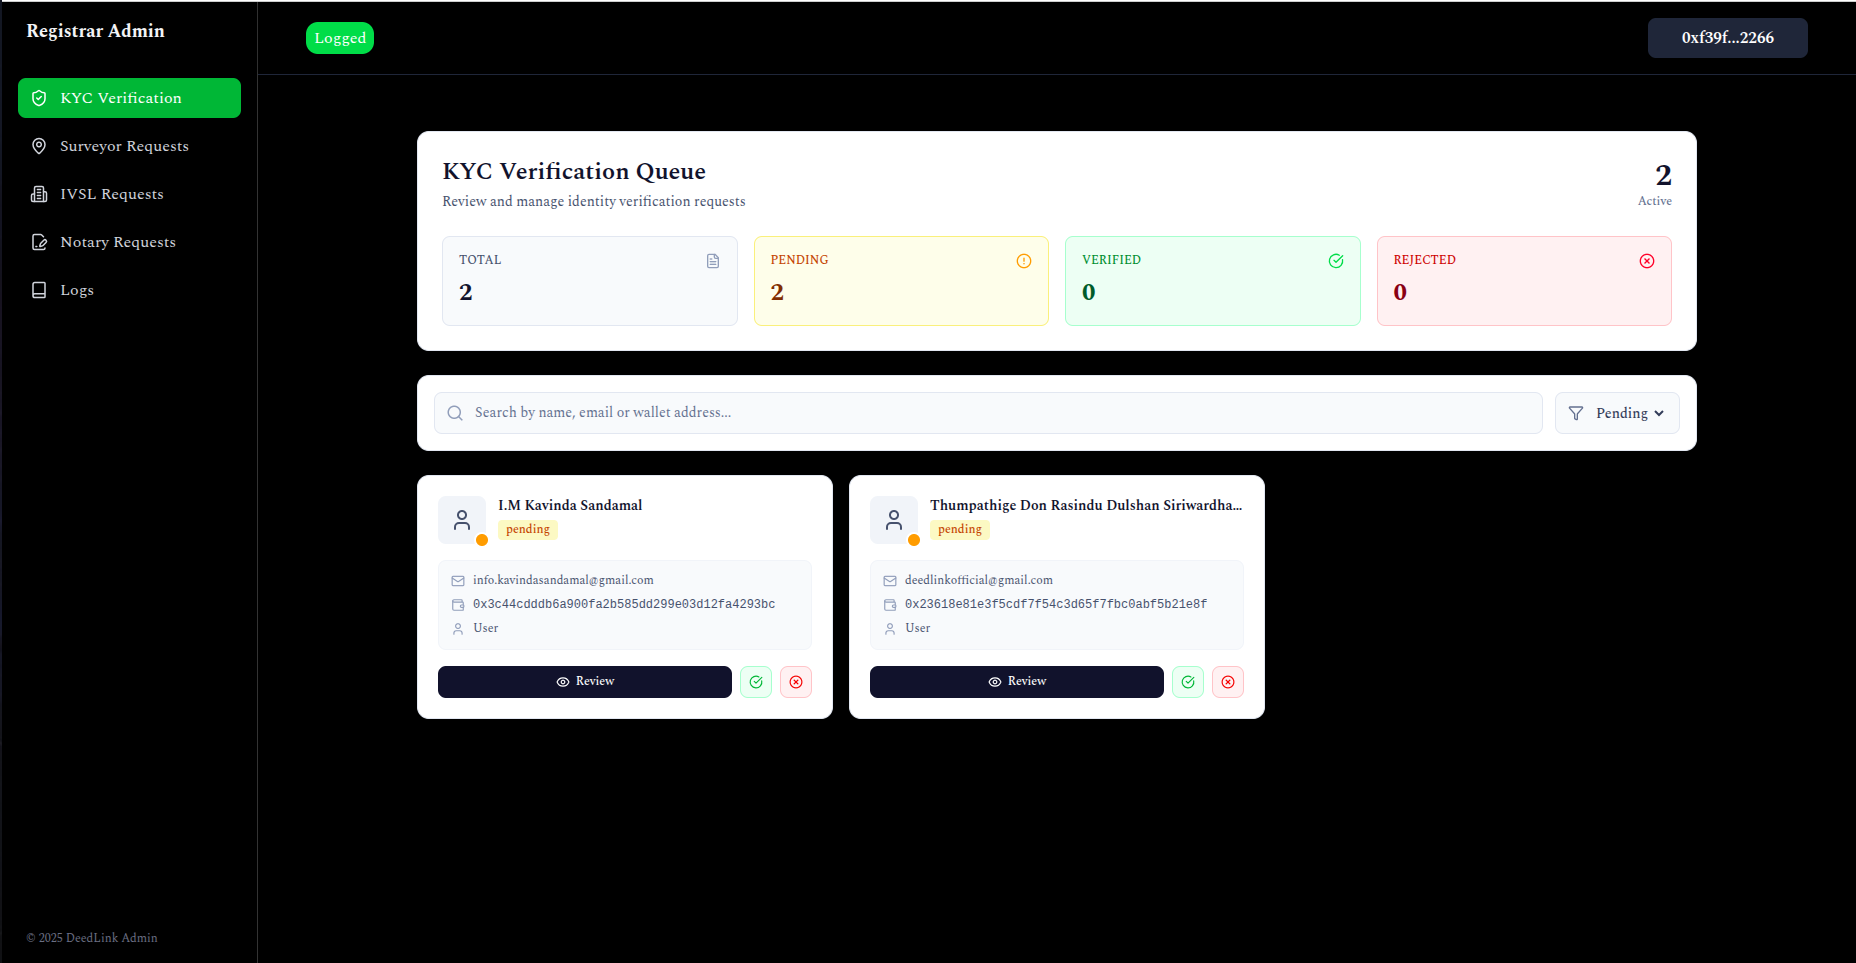 Registrar Admin
KYC Verification
Surveyor Requests
IVSL Requests
Notary Requests
Logs
© 2025 DeedLink Admin
Logged
0xf39f...2266
KYC Verification Queue
Review and manage identity verification requests
2
Active
TOTAL
2
PENDING
2
VERIFIED
0
REJECTED
0
Search by name, email or wallet address...
Pending
I.M Kavinda Sandamal
pending
info.kavindasandamal@gmail.com
0x3c44cdddb6a900fa2b585dd299e03d12fa4293bc
User
Review
Thumpathige Don Rasindu Dulshan Siriwardha...
pending
deedlinkofficial@gmail.com
0x23618e81e3f5cdf7f54c3d65f7fbc0abf5b21e8f
User
Review